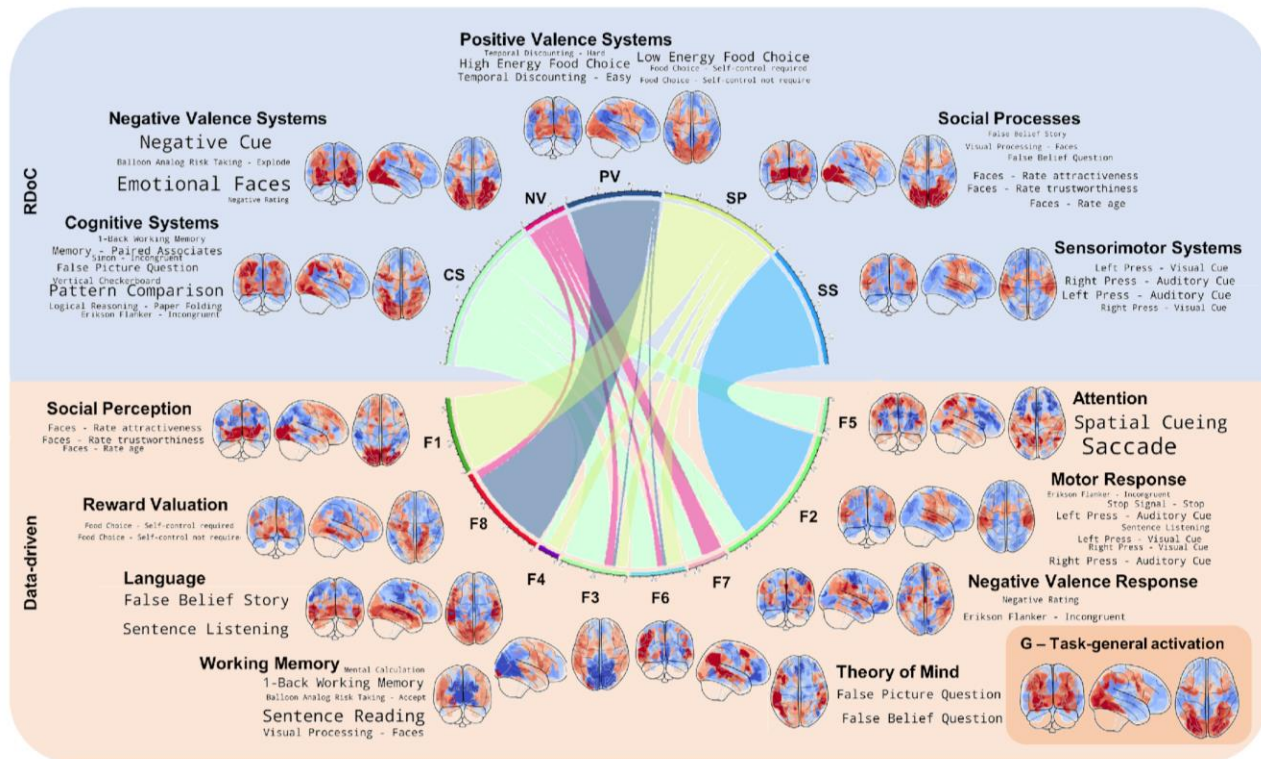 Positive Valence Systems
Temporal Discounting - Hard
High Energy Food Choice
Low Energy Food Choice
Food Choice - Self-control required
Temporal Discounting - Easy
Food Choice - Self-control not require
Negative Valence Systems
Negative Cue
Balloon Analog Risk Taking - Explode
Emotional Faces
Negative Rating
Social Processes
False Belief Story
Visual Processing - Faces
False Belief Question
Faces - Rate attractiveness
Faces - Rate trustworthiness
Faces - Rate age
RDoC
Cognitive Systems
1-Back Working Memory
Memory - Paired Associates
Simon - Incongruent
False Picture Question
Vertical Checkerboard
Pattern Comparison
Logical Reasoning - Paper Folding
Erikson Flanker - Incongruent
Sensorimotor Systems
Left Press - Visual Cue
Right Press - Auditory Cue
Left Press - Auditory Cue
Right Press - Visual Cue
CS
NV
PV
SP
SS
F1
F8
F4
F3
F6
F7
F2
F5
Data-driven
Social Perception
Faces - Rate attractiveness
Faces - Rate trustworthiness
Faces - Rate age
Attention
Spatial Cueing
Saccade
Reward Valuation
Food Choice - Self-control required
Food Choice - Self-control not require
Motor Response
Erikson Flanker - Incongruent
Stop Signal - Stop
Left Press - Auditory Cue
Sentence Listening
Left Press - Visual Cue
Right Press - Visual Cue
Right Press - Auditory Cue
Language
False Belief Story
Sentence Listening
Negative Valence Response
Negative Rating
Erikson Flanker - Incongruent
Working Memory
Mental Calculation
1-Back Working Memory
Balloon Analog Risk Taking - Accept
Sentence Reading
Visual Processing - Faces
Theory of Mind
False Picture Question
False Belief Question
G – Task-general activation